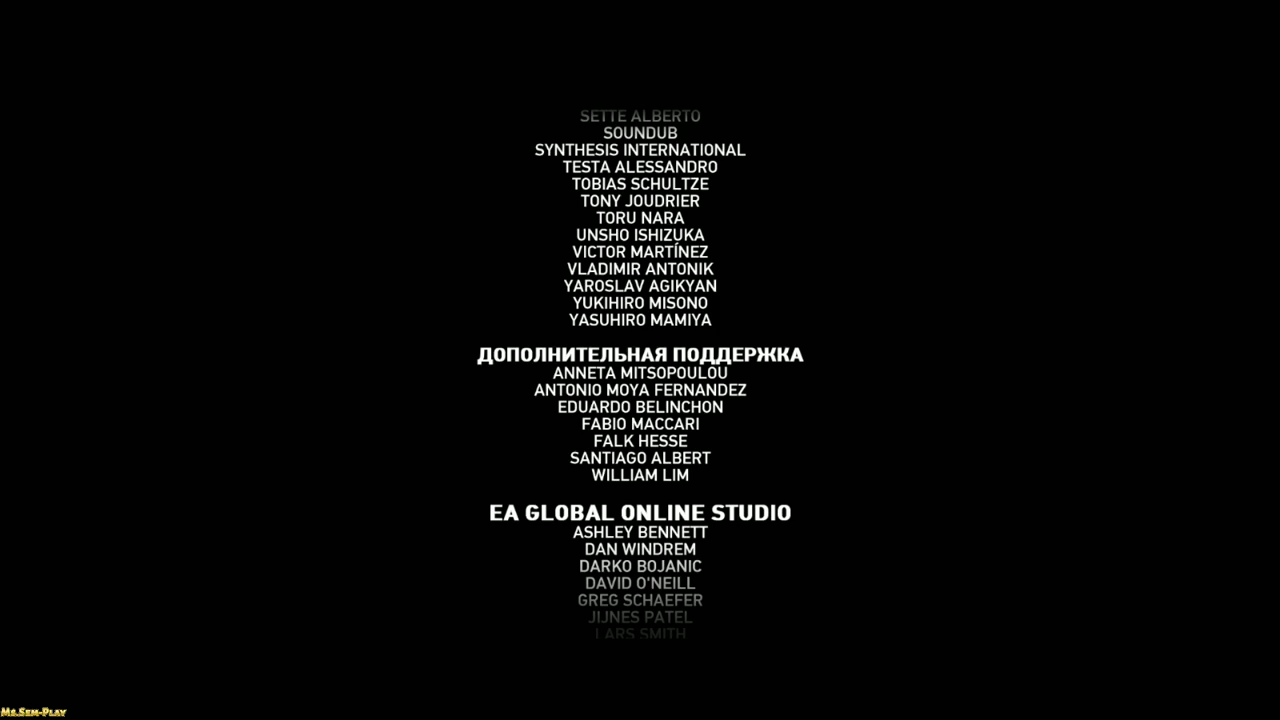 SETTE ALBERTO
SOUNDUB
SYNTHESIS INTERNATIONAL
TESTA ALESSANDRO
TOBIAS SCHULTZE
TONY JOUDRIER
TORU NARA
UNSHO ISHIZUKA
VICTOR MARTÍNEZ
VLADIMIR ANTONIK
YAROSLAV AGIKYAN
YUKIHIRO MISONO
YASUHIRO MAMIYA
ДОПОЛНИТЕЛЬНАЯ ПОДДЕРЖКА
ANNETA MITSOPOULOU
ANTONIO MOYA FERNANDEZ
EDUARDO BELINCHON
FABIO MACCARI
FALK HESSE
SANTIAGO ALBERT
WILLIAM LIM
EA GLOBAL ONLINE STUDIO
ASHLEY BENNETT
DAN WINDREM
DARKO BOJANIC
DAVID O'NEILL
GREG SCHAEFER
JIJNES PATEL
LARS SMITH
Ms.Sem-Play